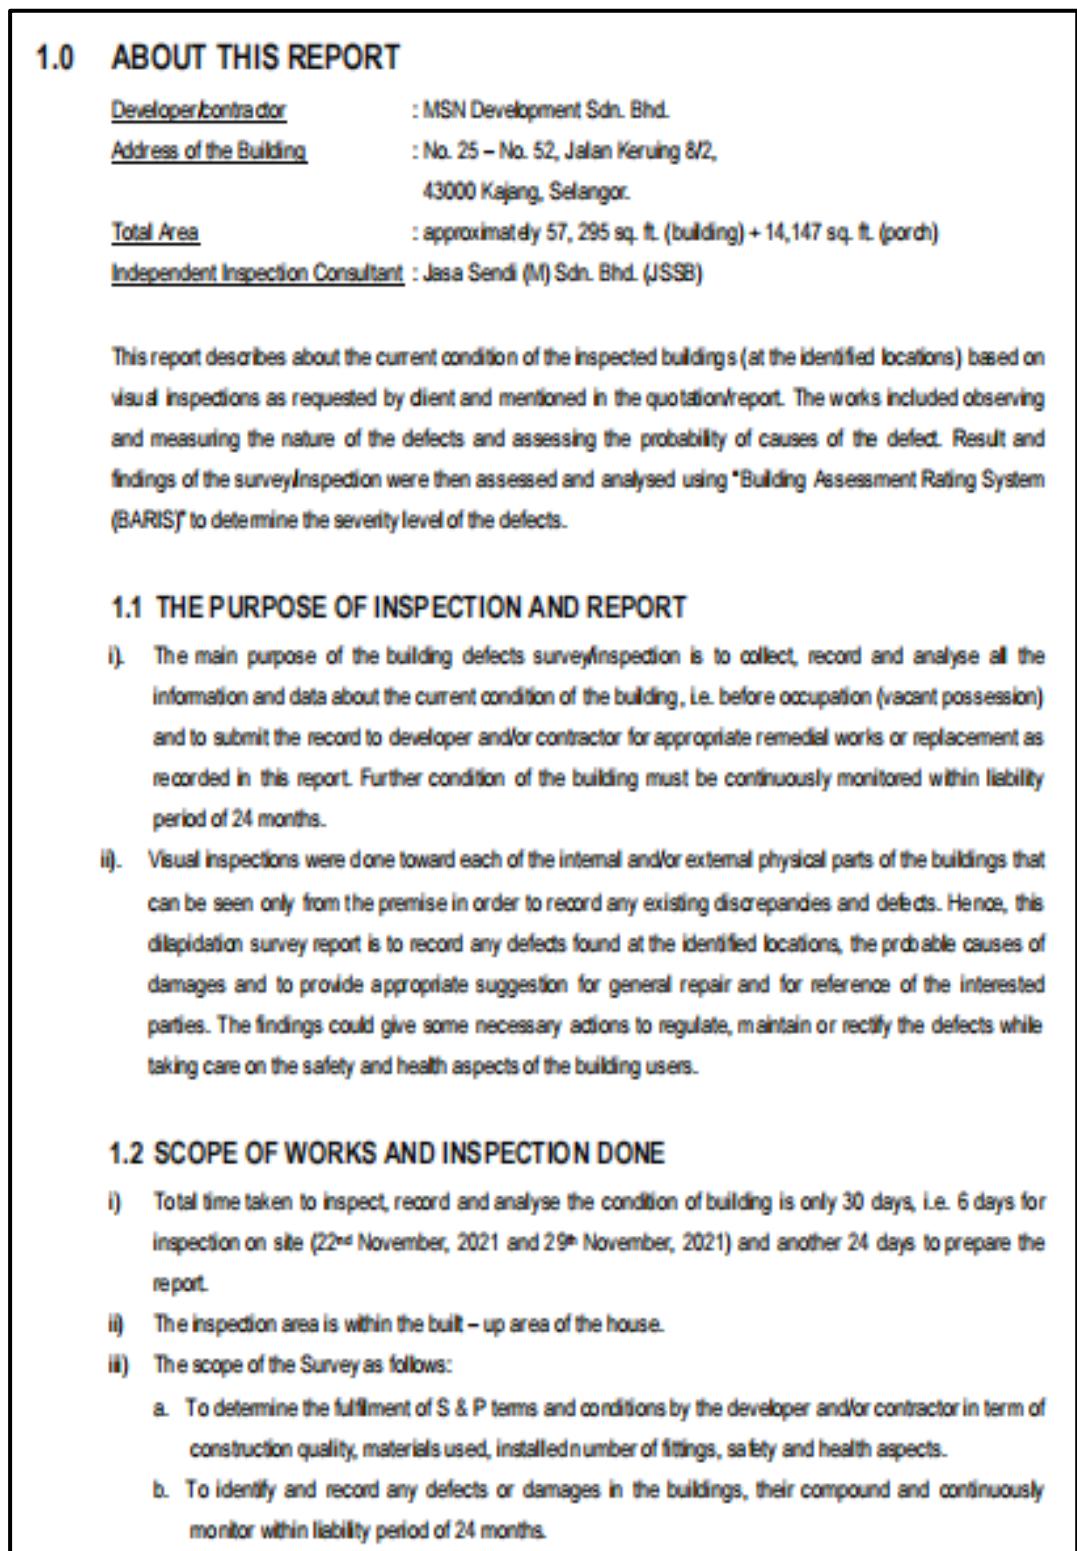 1.0 ABOUT THIS REPORT
Developer/contractor : MSN Development Sdn. Bhd.
Address of the Building : No. 25 – No. 52, Jalan Keruing 8/2,
43000 Kajang, Selangor.
Total Area : approximately 57, 295 sq. ft. (building) + 14,147 sq. ft. (porch)
Independent Inspection Consultant : Jasa Sendi (M) Sdn. Bhd. (JSSB)
This report describes about the current condition of the inspected buildings (at the identified locations) based on
visual inspections as requested by client and mentioned in the quotation/report. The works included observing
and measuring the nature of the defects and assessing the probability of causes of the defect. Result and
findings of the survey/inspection were then assessed and analysed using "Building Assessment Rating System
(BARIS)" to determine the severity level of the defects.
1.1 THE PURPOSE OF INSPECTION AND REPORT
i). The main purpose of the building defects survey/inspection is to collect, record and analyse all the
information and data about the current condition of the building, i.e. before occupation (vacant possession)
and to submit the record to developer and/or contractor for appropriate remedial works or replacement as
recorded in this report. Further condition of the building must be continuously monitored within liability
period of 24 months.
ii). Visual inspections were done toward each of the internal and/or external physical parts of the buildings that
can be seen only from the premise in order to record any existing discrepancies and defects. Hence, this
dilapidation survey report is to record any defects found at the identified locations, the probable causes of
damages and to provide appropriate suggestion for general repair and for reference of the interested
parties. The findings could give some necessary actions to regulate, maintain or rectify the defects while
taking care on the safety and health aspects of the building users.
1.2 SCOPE OF WORKS AND INSPECTION DONE
i) Total time taken to inspect, record and analyse the condition of building is only 30 days, i.e. 6 days for
inspection on site (22nd November, 2021 and 29th November, 2021) and another 24 days to prepare the
report.
ii) The inspection area is within the built – up area of the house.
iii) The scope of the Survey as follows:
a. To determine the fulfilment of S & P terms and conditions by the developer and/or contractor in term of
construction quality, materials used, installed number of fittings, safety and health aspects.
b. To identify and record any defects or damages in the buildings, their compound and continuously
monitor within liability period of 24 months.